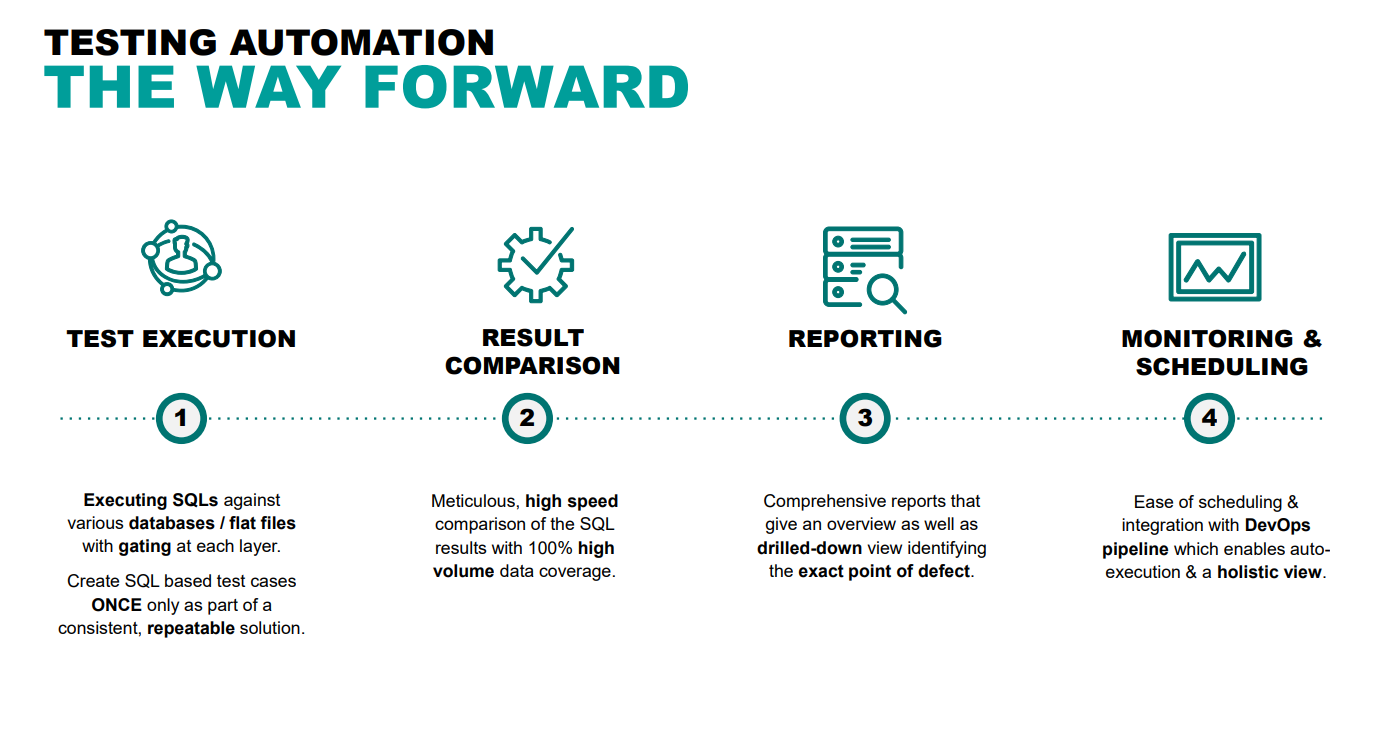 TESTING AUTOMATION
THE WAY FORWARD
TEST EXECUTION
1
Executing SQLs against
various databases / flat files
with gating at each layer.
Create SQL based test cases
ONCE only as part of a
consistent, repeatable solution.
RESULT
COMPARISON
2
Meticulous, high speed
comparison of the SQL
results with 100% high
volume data coverage.
REPORTING
3
Comprehensive reports that
give an overview as well as
drilled-down view identifying
the exact point of defect.
MONITORING &
SCHEDULING
4
Ease of scheduling &
integration with DevOps
pipeline which enables auto-
execution & a holistic view.